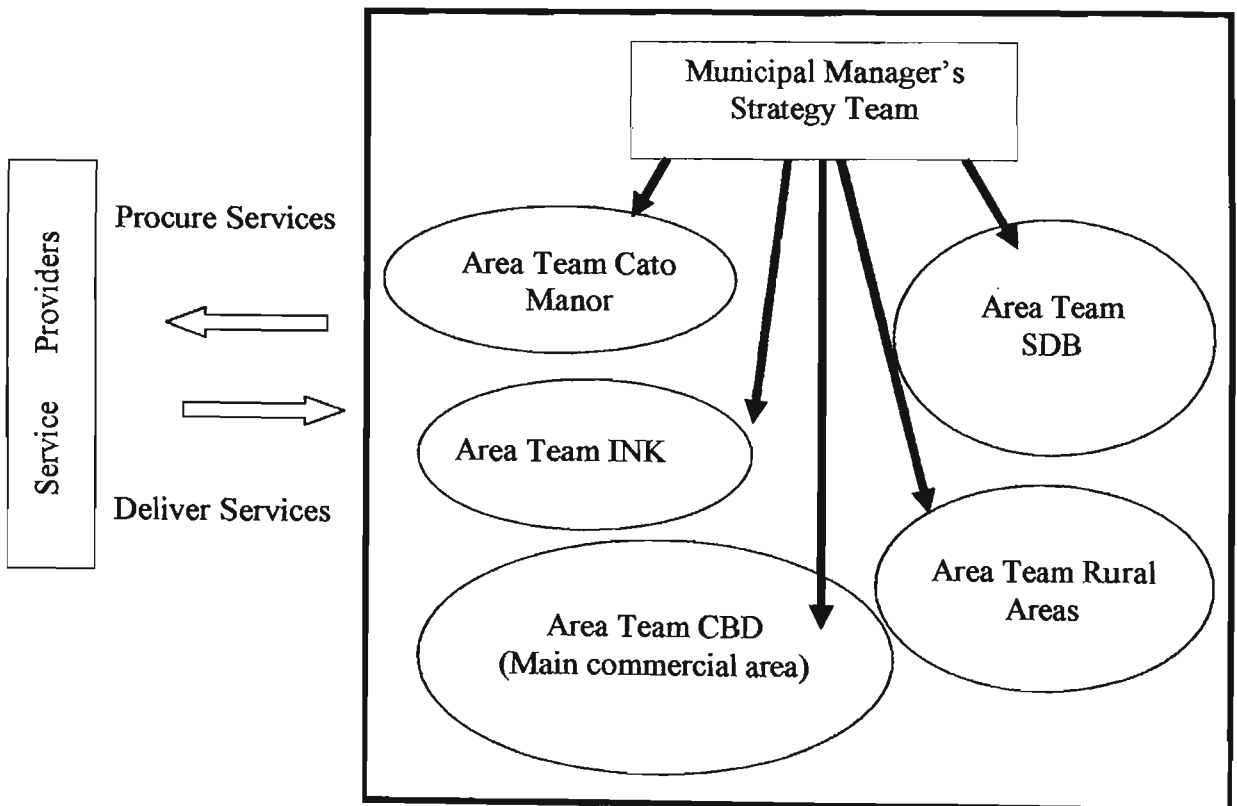 Municipal Manager's
Strategy Team
Service Providers
Procure Services
Deliver Services
Area Team Cato
Manor
Area Team
SDB
Area Team INK
Area Team Rural
Areas
Area Team CBD
(Main commercial area)